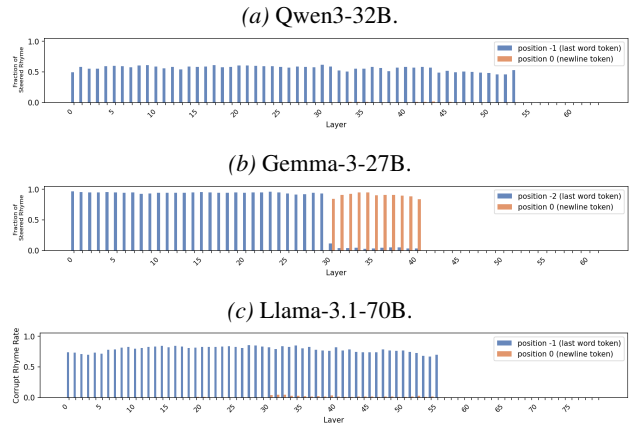 (a) Qwen3-32B.
Fraction of
Steered Rhyme
1.0
0.5
0.0
position -1 (last word token)
position 0 (newline token)
0 5 10 15 20 25 30 35 40 45 50 55 60
Layer
(b) Gemma-3-27B.
Fraction of
Steered Rhyme
1.0
0.5
0.0
position -2 (last word token)
position 0 (newline token)
0 5 10 15 20 25 30 35 40 45 50 55 60
Layer
(c) Llama-3.1-70B.
Corrupt Rhyme Rate
1.0
0.5
0.0
position -1 (last word token)
position 0 (newline token)
0 5 10 15 20 25 30 35 40 45 50 55 60 65 70 75
Layer